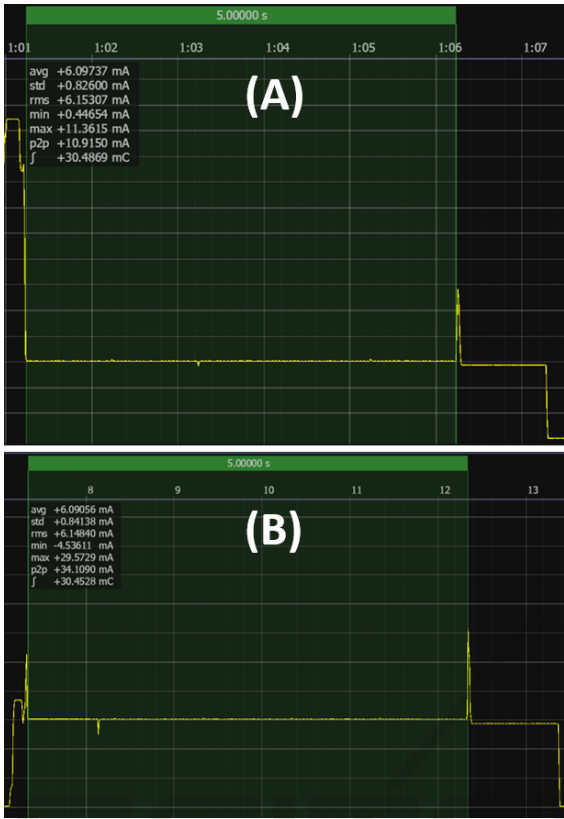 5.00000 s
1:01 1:02 1:03 1:04 1:05 1:06 1:07
avg +6.09737 mA
std +0.82600 mA
rms +6.15307 mA
min +0.44654 mA
max +11.3615 mA
p2p +10.9150 mA
∫ +30.4869 mC
(A)
5.00000 s
8 9 10 11 12 13
avg +6.09056 mA
std +0.84138 mA
rms +6.14840 mA
min -4.53611 mA
max +29.5729 mA
p2p +34.1090 mA
∫ +30.4528 mC
(B)